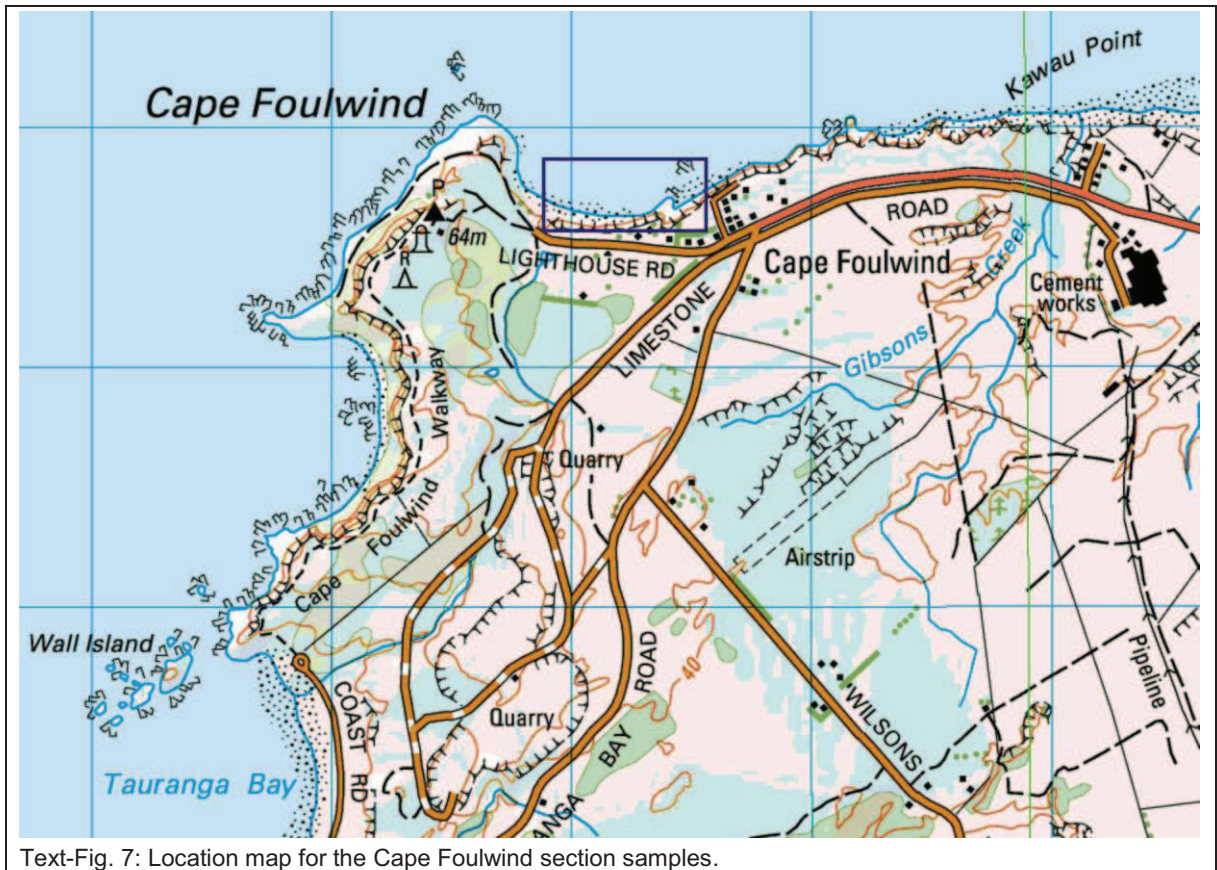 Kawau Point
Cape Foulwind
P
64m
R
LIGHTHOUSE RD
ROAD
Cape Foulwind
Creek
Cement
works
LIMESTONE
Gibsons
Walkway
Quarry
Foulwind
Airstrip
Cape
Wall Island
ROAD
40
Pipeline
COAST RD
Quarry
BAY
WILSONS
Tauranga Bay
ANGA
Text-Fig. 7: Location map for the Cape Foulwind section samples.